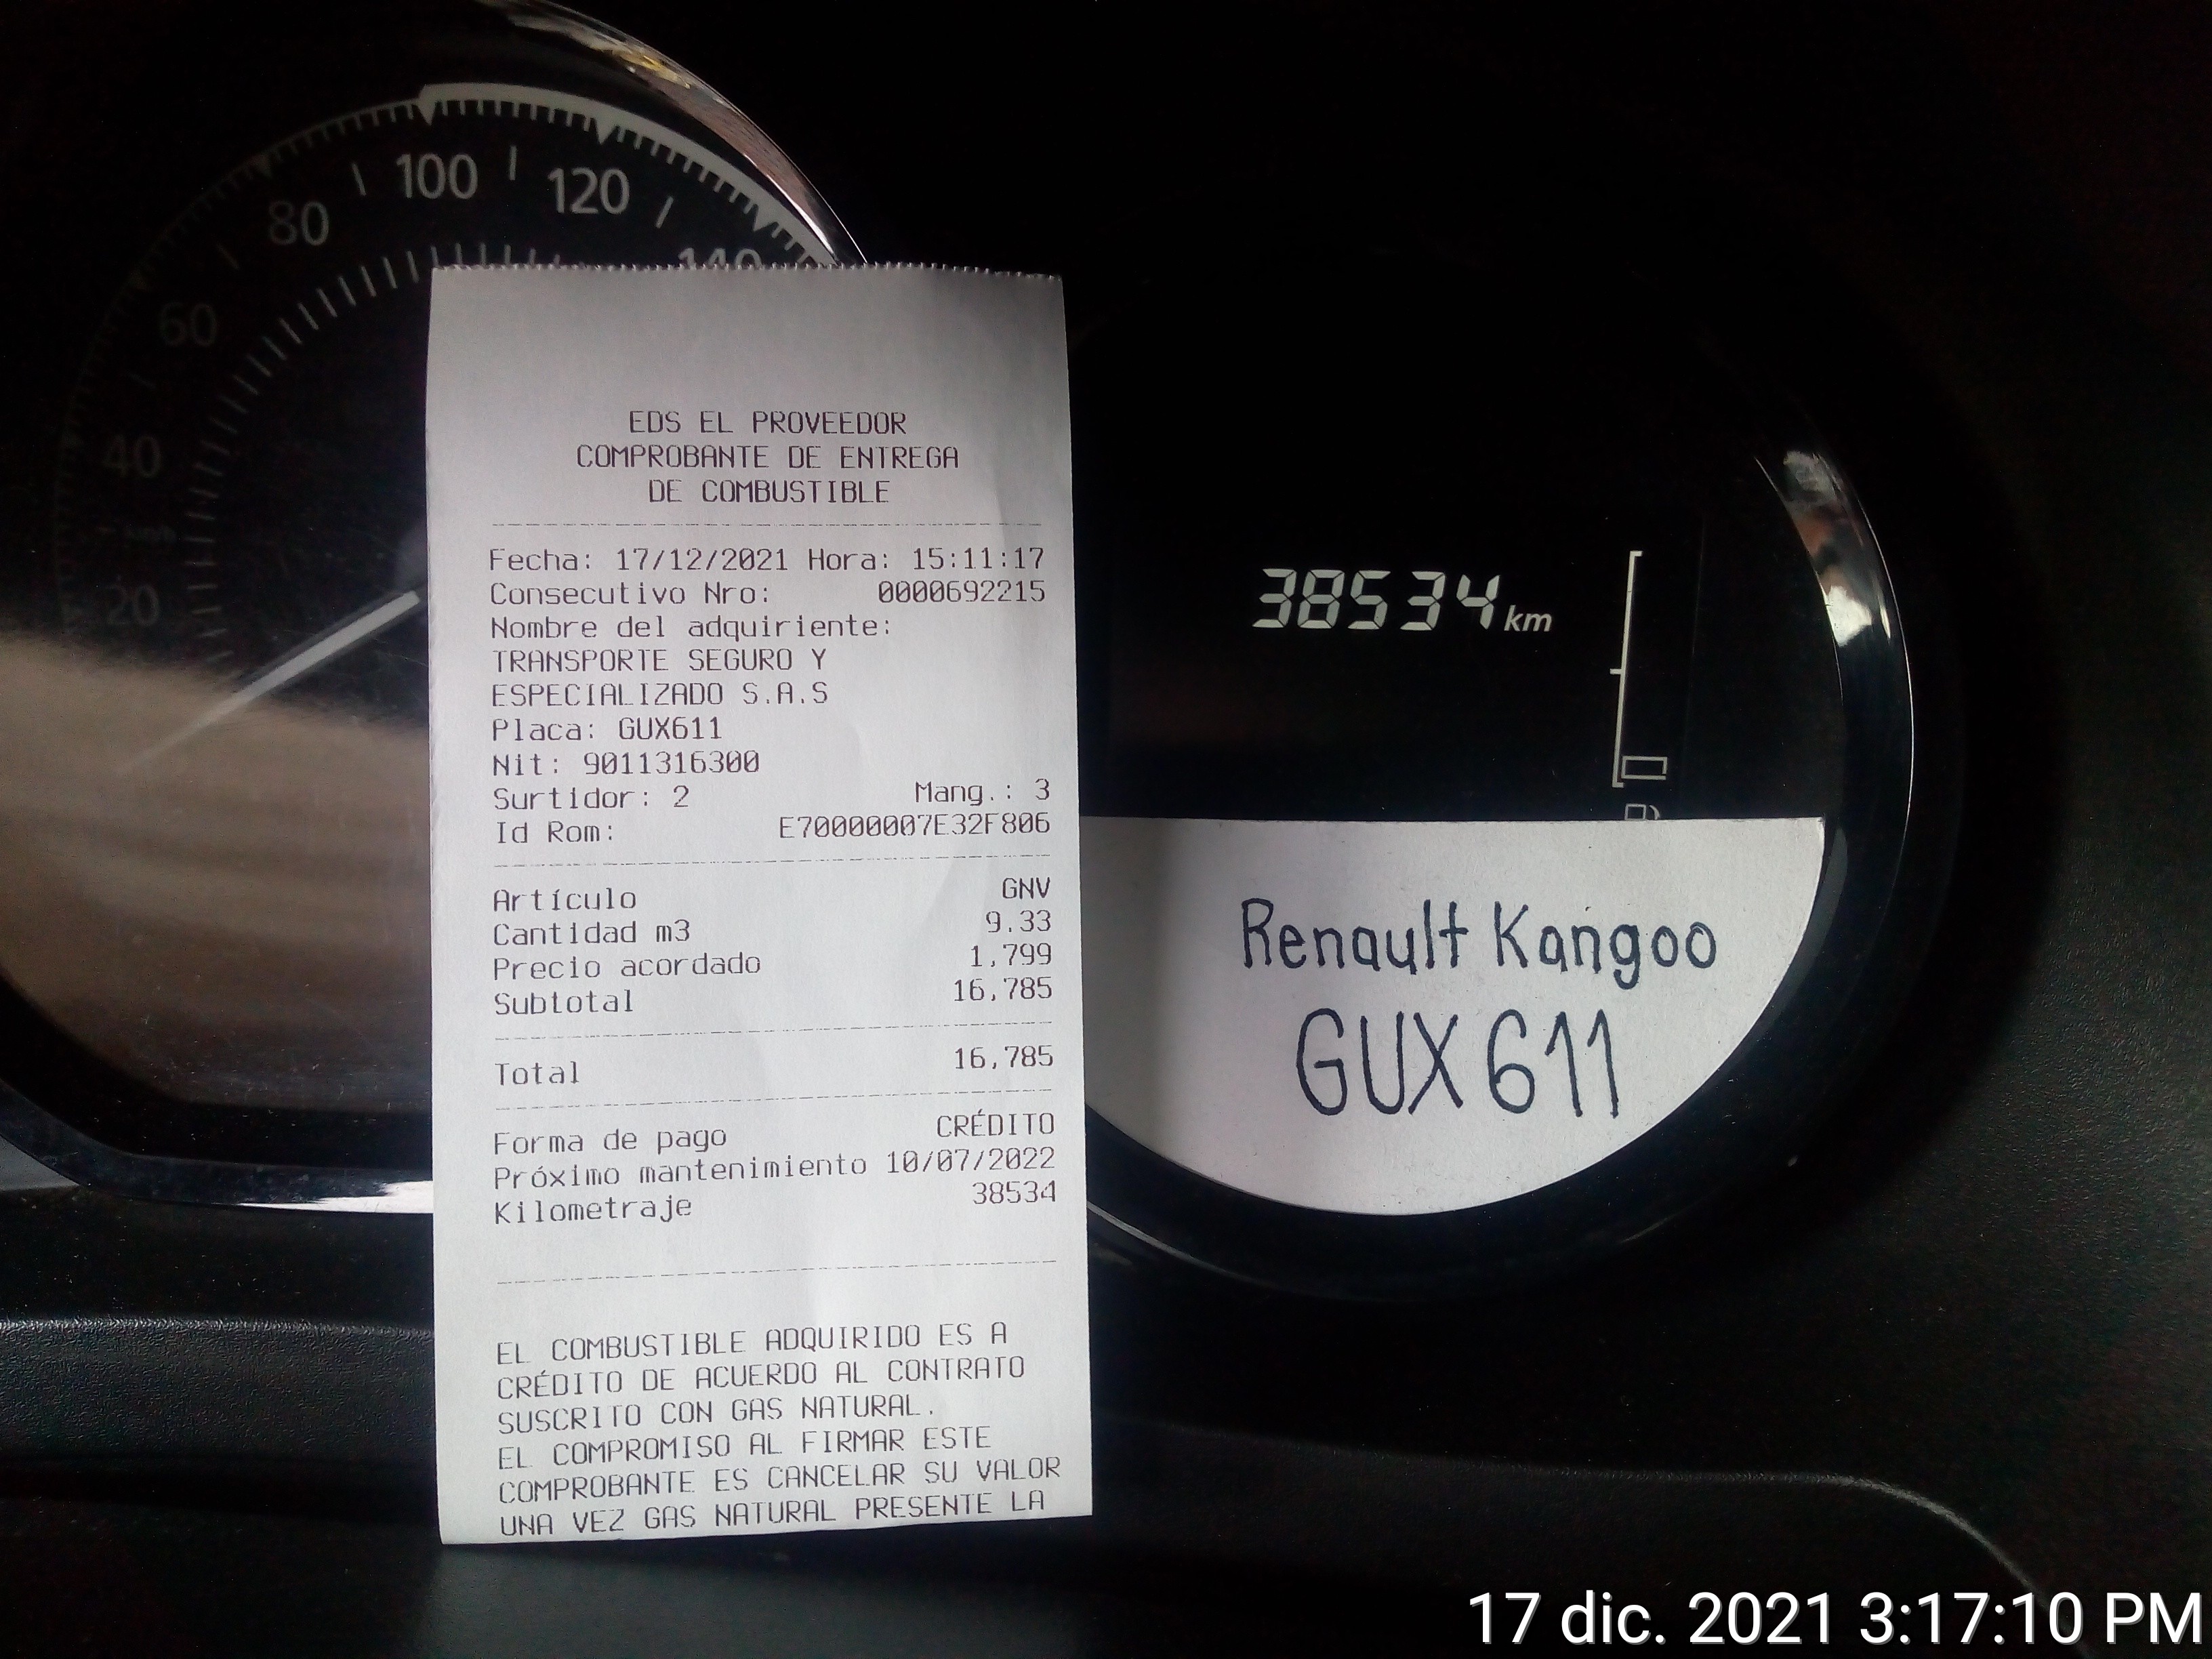 80
100
120
140
60
40
km/h
20
EDS EL PROVEEDOR
COMPROBANTE DE ENTREGA
DE COMBUSTIBLE
Fecha: 17/12/2021 Hora: 15:11:17
Consecutivo Nro: 0000692215
Nombre del adquiriente:
TRANSPORTE SEGURO Y
ESPECIALIZADO S.A.S
Placa: GUX611
Nit: 9011316300
Surtidor: 2 Mang.: 3
Id Rom: E70000007E32F806
Artículo GNV
Cantidad m3 9.33
Precio acordado 1,799
Subtotal 16,785
Total 16,785
Forma de pago CRÉDITO
Próximo mantenimiento 10/07/2022
Kilometraje 38534
EL COMBUSTIBLE ADQUIRIDO ES A
CRÉDITO DE ACUERDO AL CONTRATO
SUSCRITO CON GAS NATURAL.
EL COMPROMISO AL FIRMAR ESTE
COMPROBANTE ES CANCELAR SU VALOR
UNA VEZ GAS NATURAL PRESENTE LA
38534 km
Renault Kangoo
GUX 611
17 dic. 2021 3:17:10 PM